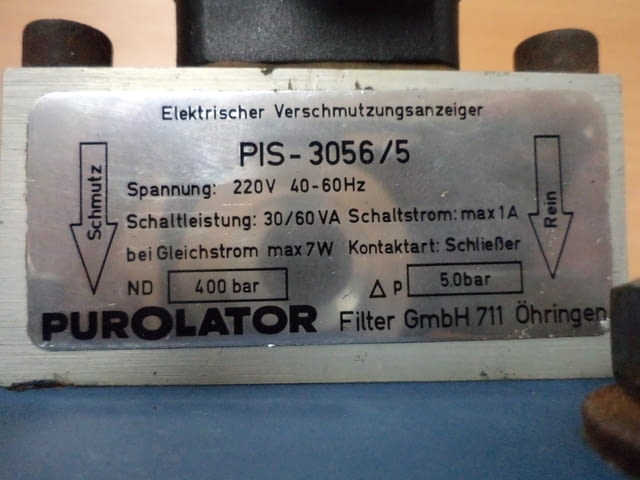 Elektrischer Verschmutzungsanzeiger
PIS-3056/5
Schmutz
Rein
Spannung: 220V 40-60Hz
Schaltleistung: 30/60 VA Schaltstrom: max 1A
bei Gleichstrom max 7W Kontaktart: Schließer
ND 400 bar Δ p 5.0bar
PUROLATOR Filter GmbH 711 Öhringen